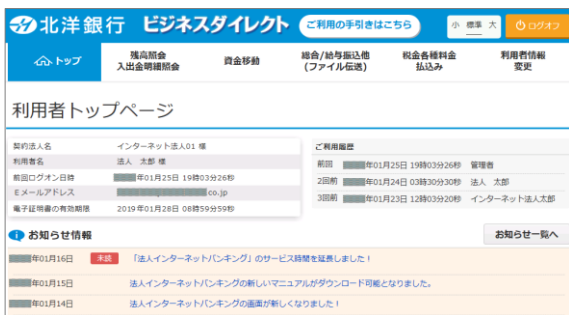 北洋銀行 ビジネスダイレクト ご利用の手引きはこちら 小 標準 大 ログオフ
トップ 残高照会 資金移動 総合/給与振込他 税金各種料金 利用者情報
入出金明細照会 (ファイル伝送) 払込み 変更
利用者トップページ
契約法人名 インターネット法人01 様
利用者名 法人 太郎 様
前回ログオン日時 年01月25日 19時03分26秒
Eメールアドレス co.jp
電子証明書の有効期限 2019年01月28日 08時59分59秒
ご利用履歴
前回 年01月25日 19時03分26秒 管理者
2回前 年01月24日 03時30分30秒 法人 太郎
3回前 年01月23日 12時03分20秒 インターネット法人太郎
お知らせ情報 お知らせ一覧へ
年01月16日 未読 「法人インターネットバンキング」のサービス時間を延長しました!
年01月15日 法人インターネットバンキングの新しいマニュアルがダウンロード可能となりました。
年01月14日 法人インターネットバンキングの画面が新しくなりました!